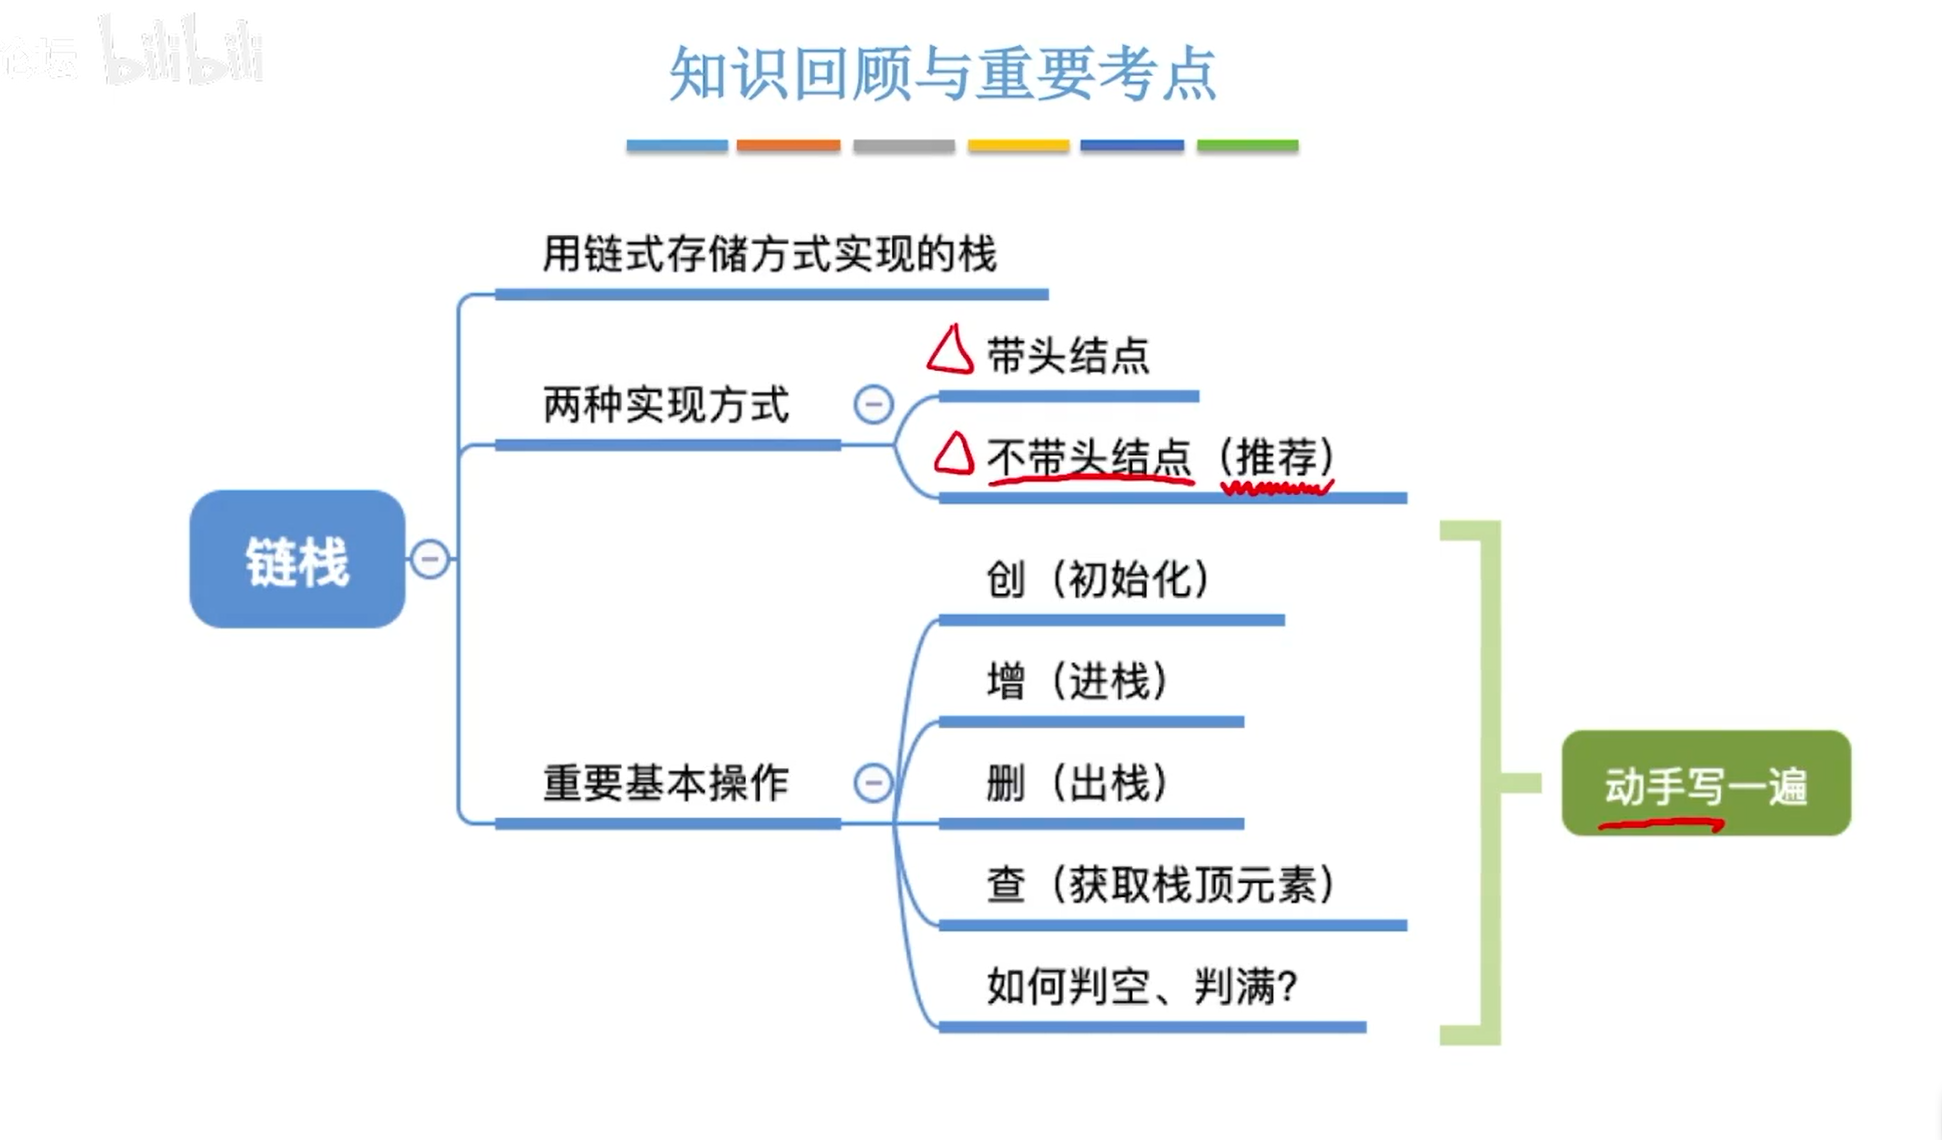 论坛 bilibili
知识回顾与重要考点
用链式存储方式实现的栈
带头结点
两种实现方式
不带头结点（推荐）
链栈
创（初始化）
增（进栈）
重要基本操作
删（出栈）
查（获取栈顶元素）
如何判空、判满?
动手写一遍